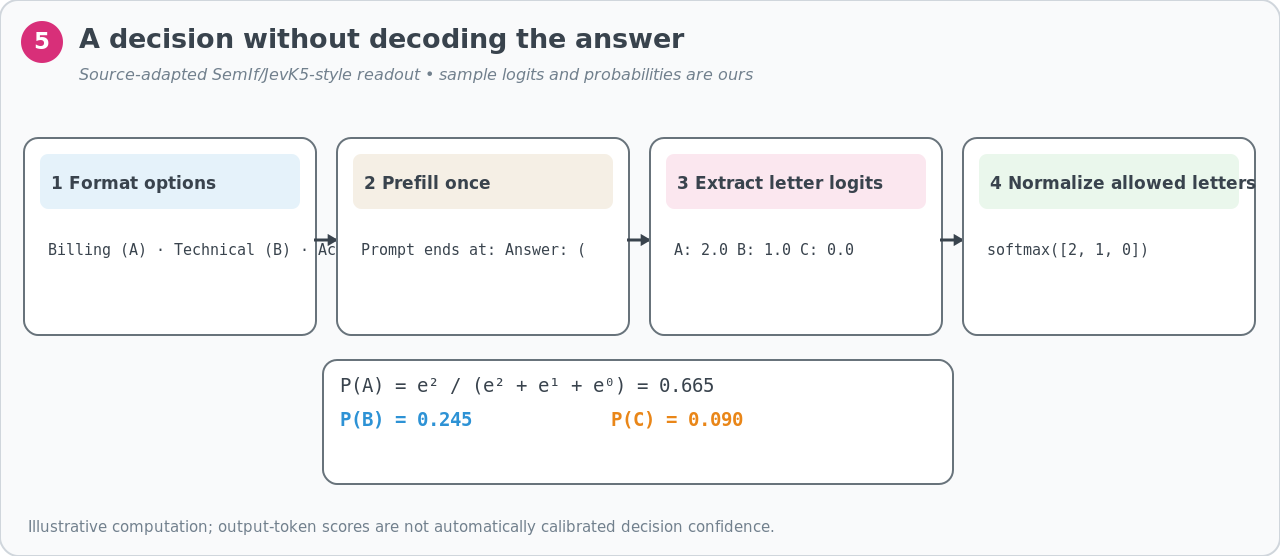 5
A decision without decoding the answer
Source-adapted SemIf/JevK5-style readout • sample logits and probabilities are ours
1 Format options
Billing (A) · Technical (B) · Ac
2 Prefill once
Prompt ends at: Answer: (
3 Extract letter logits
A: 2.0 B: 1.0 C: 0.0
4 Normalize allowed letters
softmax([2, 1, 0])
P(A) = e² / (e² + e¹ + e⁰) = 0.665
P(B) = 0.245 P(C) = 0.090
Illustrative computation; output-token scores are not automatically calibrated decision confidence.